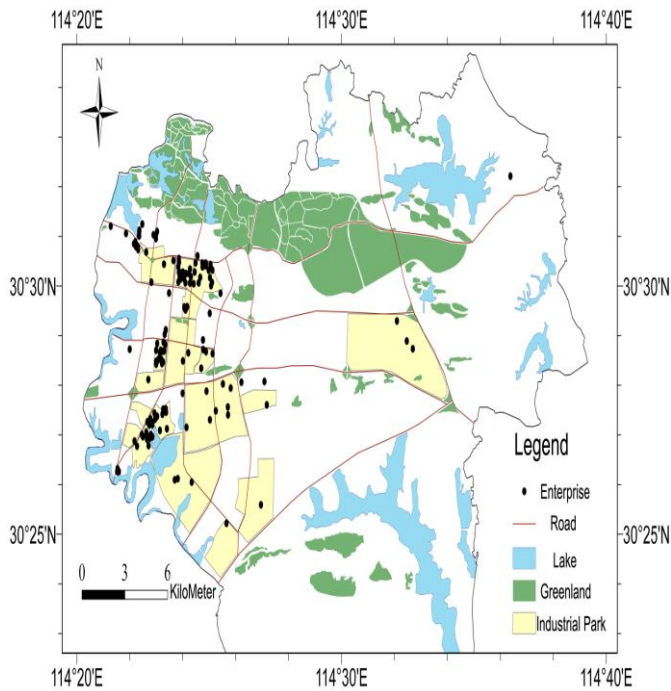 114°20'E
114°30'E
114°40'E
N
30°30'N
30°30'N
Legend
Enterprise
Road
30°25'N
30°25'N
Lake
0 3 6
KiloMeter
Greenland
Industrial Park
114°20'E
114°30'E
114°40'E